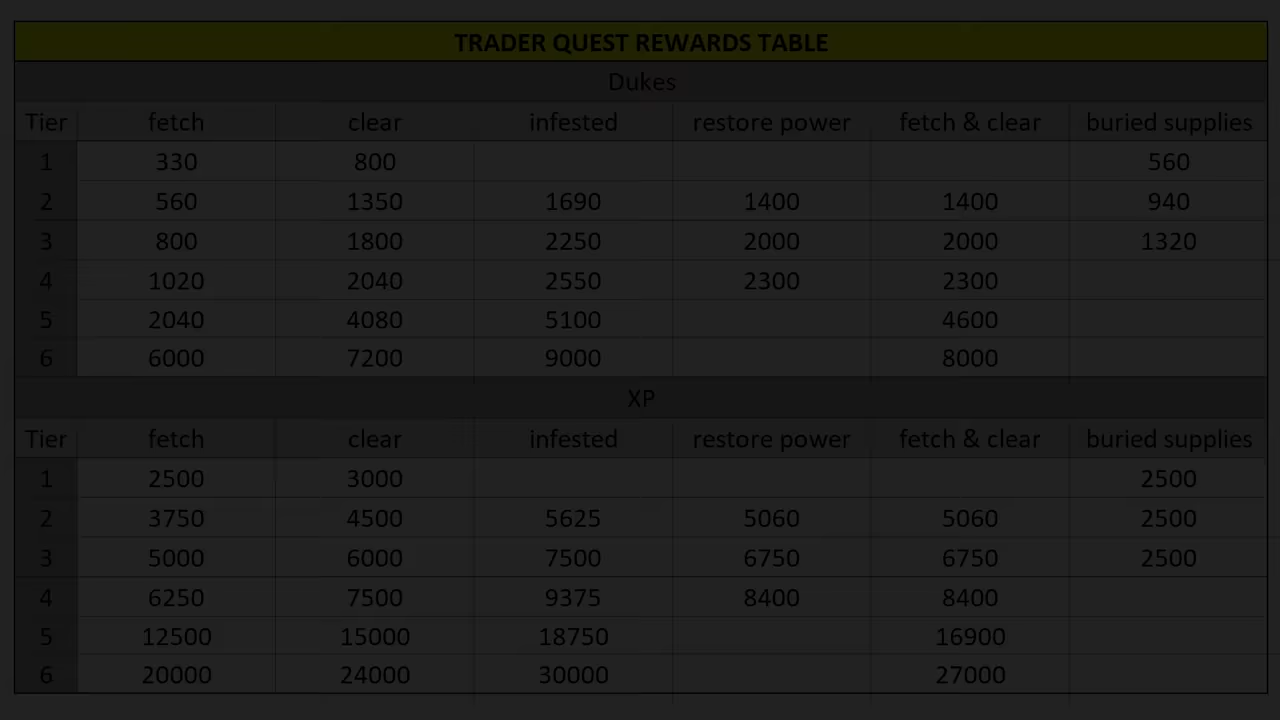 TRADER QUEST REWARDS TABLE
Dukes
Tier fetch clear infested restore power fetch & clear buried supplies
1 330 800 560
2 560 1350 1690 1400 1400 940
3 800 1800 2250 2000 2000 1320
4 1020 2040 2550 2300 2300
5 2040 4080 5100 4600
6 6000 7200 9000 8000
XP
Tier fetch clear infested restore power fetch & clear buried supplies
1 2500 3000 2500
2 3750 4500 5625 5060 5060 2500
3 5000 6000 7500 6750 6750 2500
4 6250 7500 9375 8400 8400
5 12500 15000 18750 16900
6 20000 24000 30000 27000